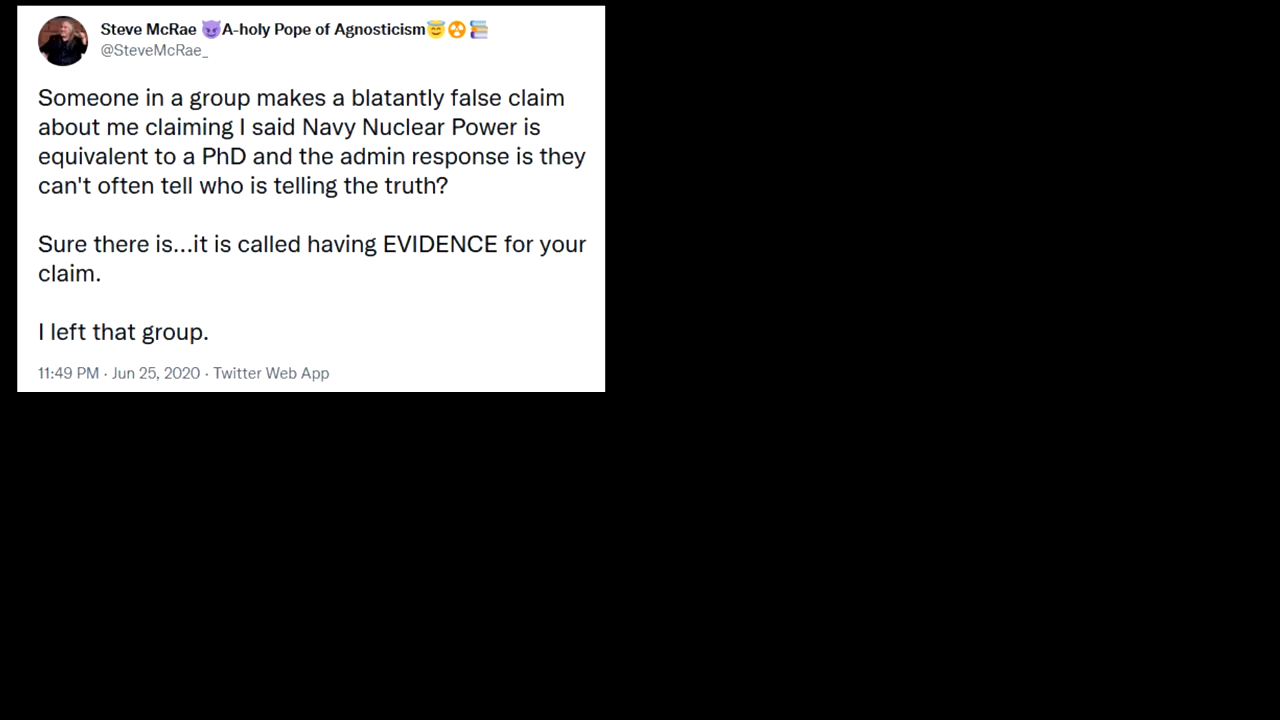 Steve McRae 😈A-holy Pope of Agnosticism😇☢️📚
@SteveMcRae_
Someone in a group makes a blatantly false claim
about me claiming I said Navy Nuclear Power is
equivalent to a PhD and the admin response is they
can't often tell who is telling the truth?
Sure there is...it is called having EVIDENCE for your
claim.
I left that group.
11:49 PM · Jun 25, 2020 · Twitter Web App